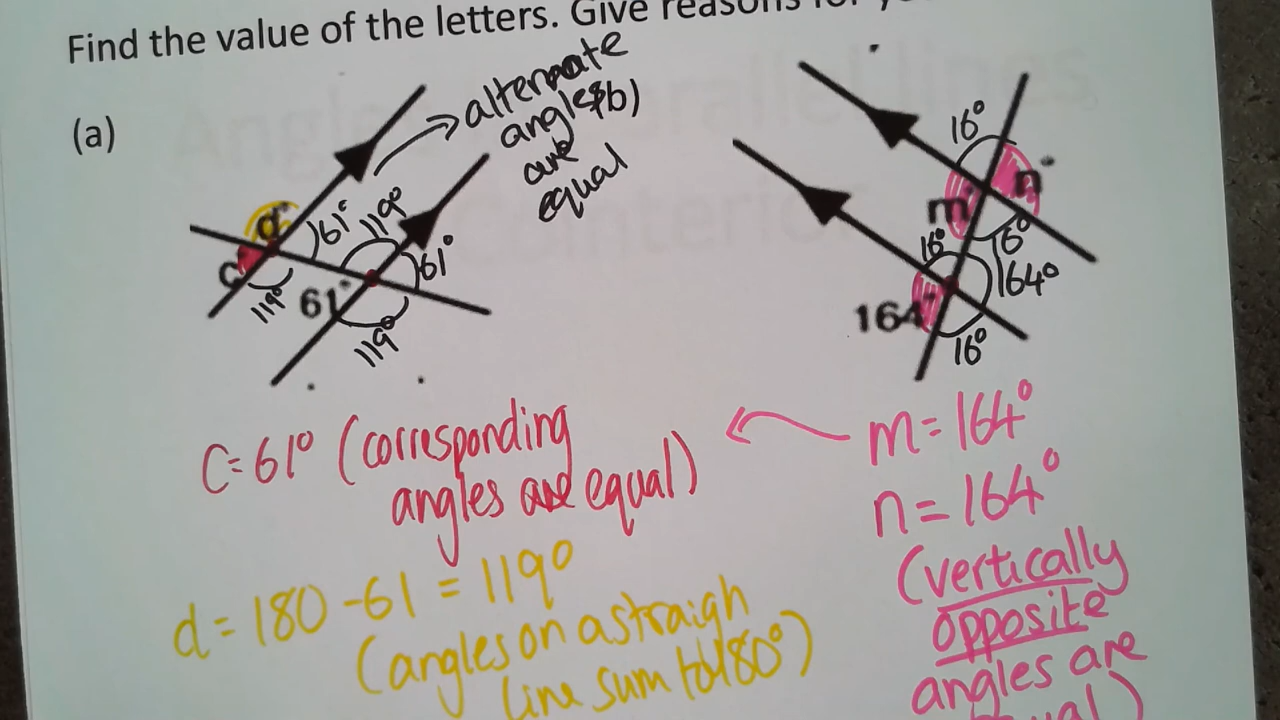 Find the value of the letters. Give reasons for y
(a)
alternate
angles
are
equal
b)
d°
c
61°
119°
119°
61°
61°
119°
16°
n°
m°
16°
16°
164°
164°
16°
C=61° (corresponding
angles are equal)
d = 180 -61 = 119°
(angles on a straigh
line sum to 180°)
m=164°
n=164°
(vertically
opposite
angles are